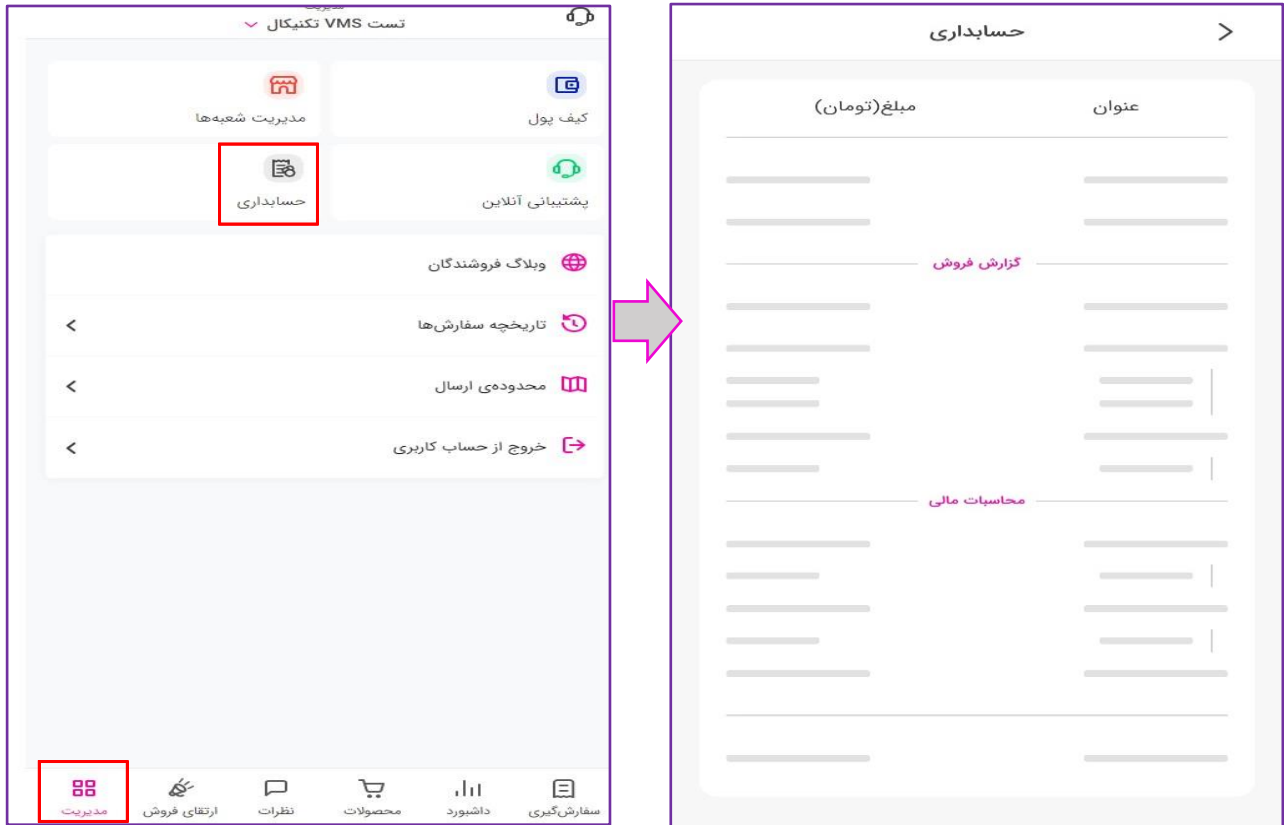 مدیریت
تست VMS تکنیکال
کیف پول
مدیریت شعبه‌ها
پشتیبانی آنلاین
حسابداری
وبلاگ فروشندگان
تاریخچه سفارش‌ها
محدوده‌ی ارسال
خروج از حساب کاربری
سفارش‌گیری
داشبورد
محصولات
نظرات
ارتقای فروش
مدیریت
حسابداری
عنوان
مبلغ(تومان)
گزارش فروش
محاسبات مالی